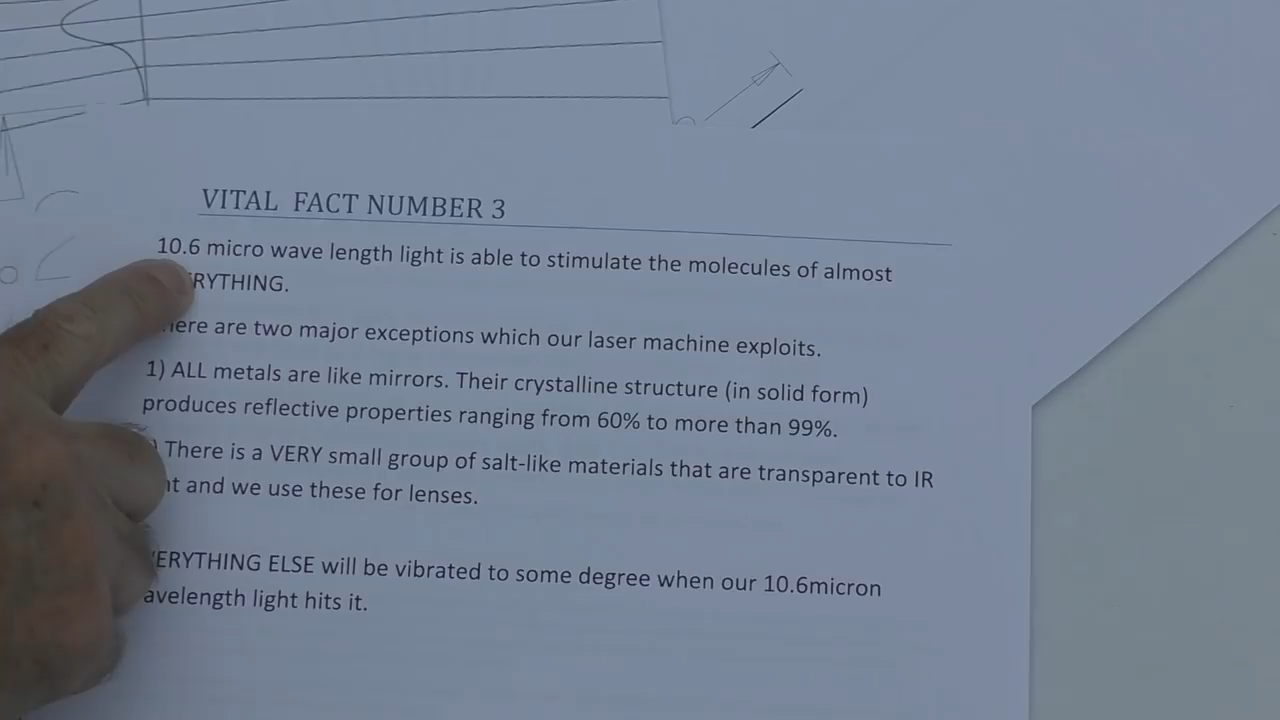 VITAL FACT NUMBER 3
10.6 micro wave length light is able to stimulate the molecules of almost
RYTHING.
ere are two major exceptions which our laser machine exploits.
1) ALL metals are like mirrors. Their crystalline structure (in solid form)
produces reflective properties ranging from 60% to more than 99%.
) There is a VERY small group of salt-like materials that are transparent to IR
ht and we use these for lenses.
ERYTHING ELSE will be vibrated to some degree when our 10.6micron
avelength light hits it.